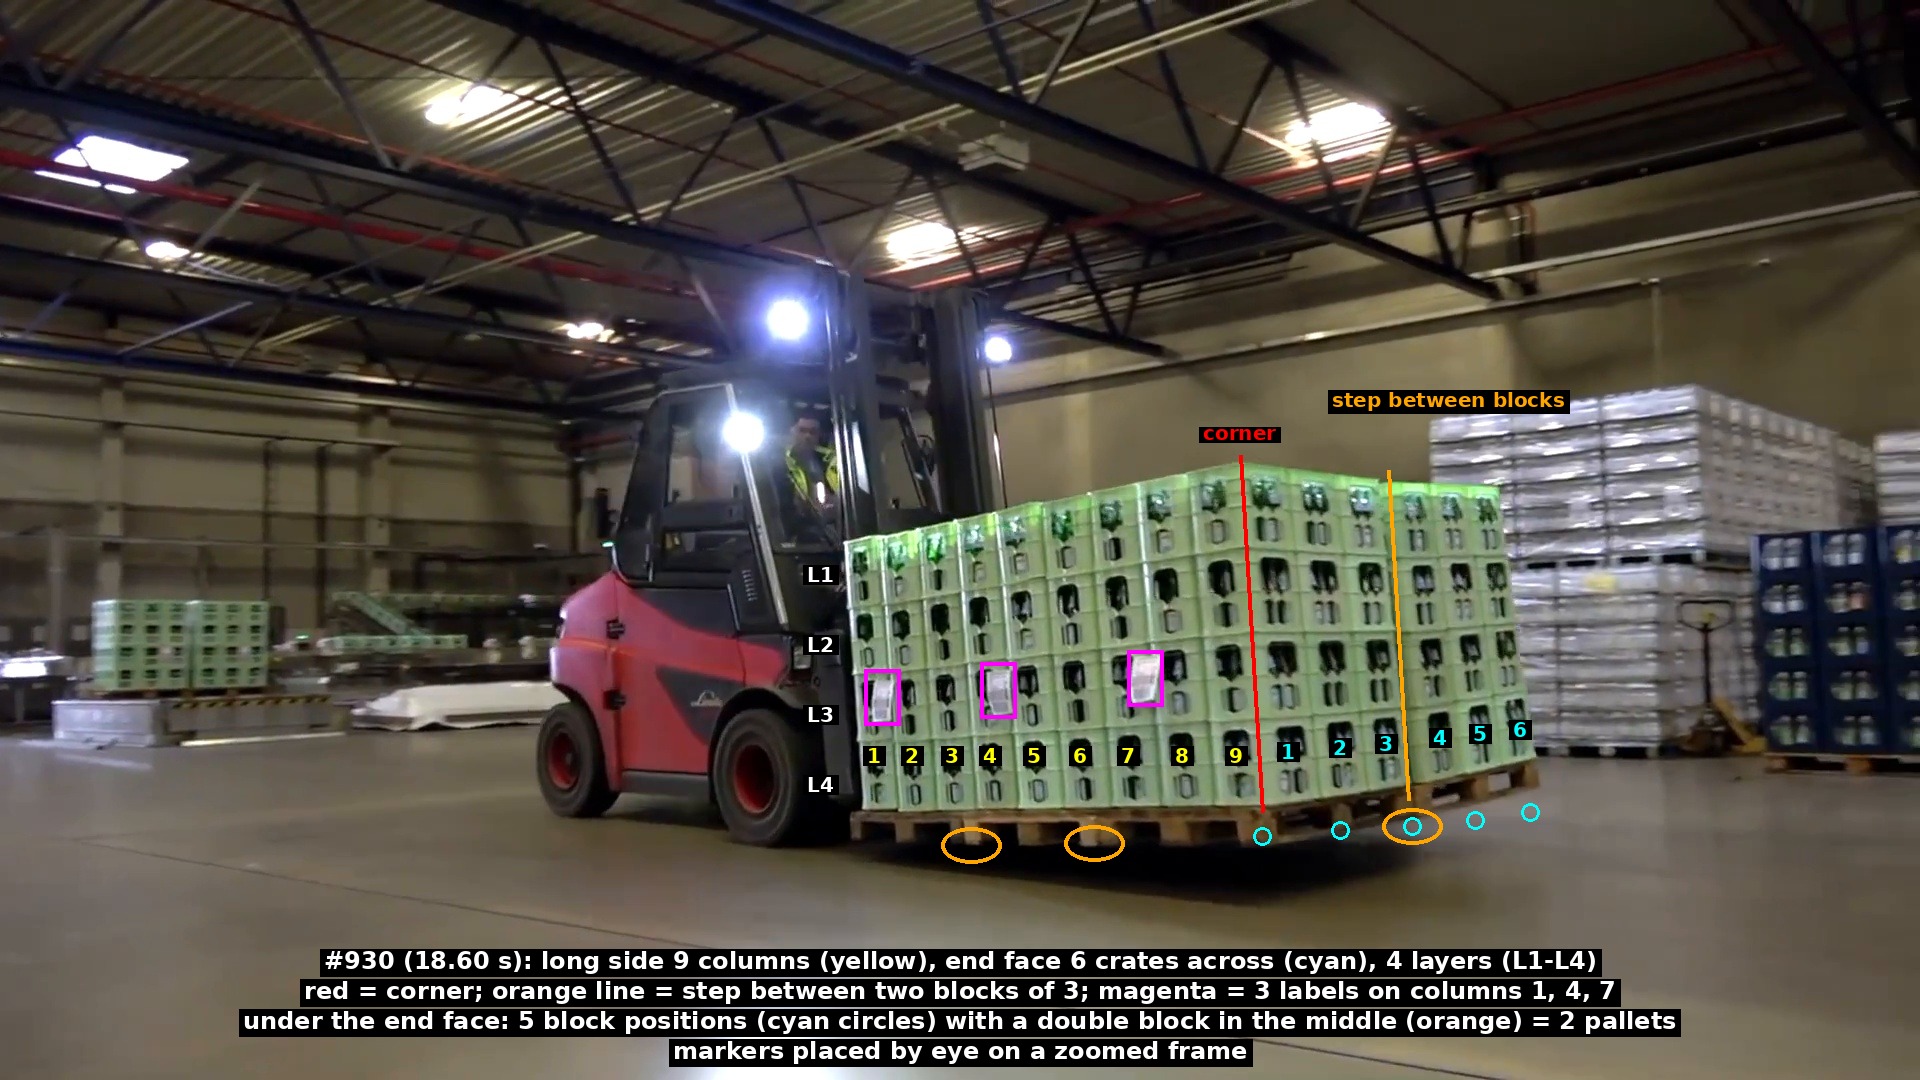 step between blocks
corner
L1
L2
L3
L4
1 2 3 4 5 6 7 8 9 1 2 3 4 5 6
#930 (18.60 s): long side 9 columns (yellow), end face 6 crates across (cyan), 4 layers (L1-L4)
red = corner; orange line = step between two blocks of 3; magenta = 3 labels on columns 1, 4, 7
under the end face: 5 block positions (cyan circles) with a double block in the middle (orange) = 2 pallets
markers placed by eye on a zoomed frame